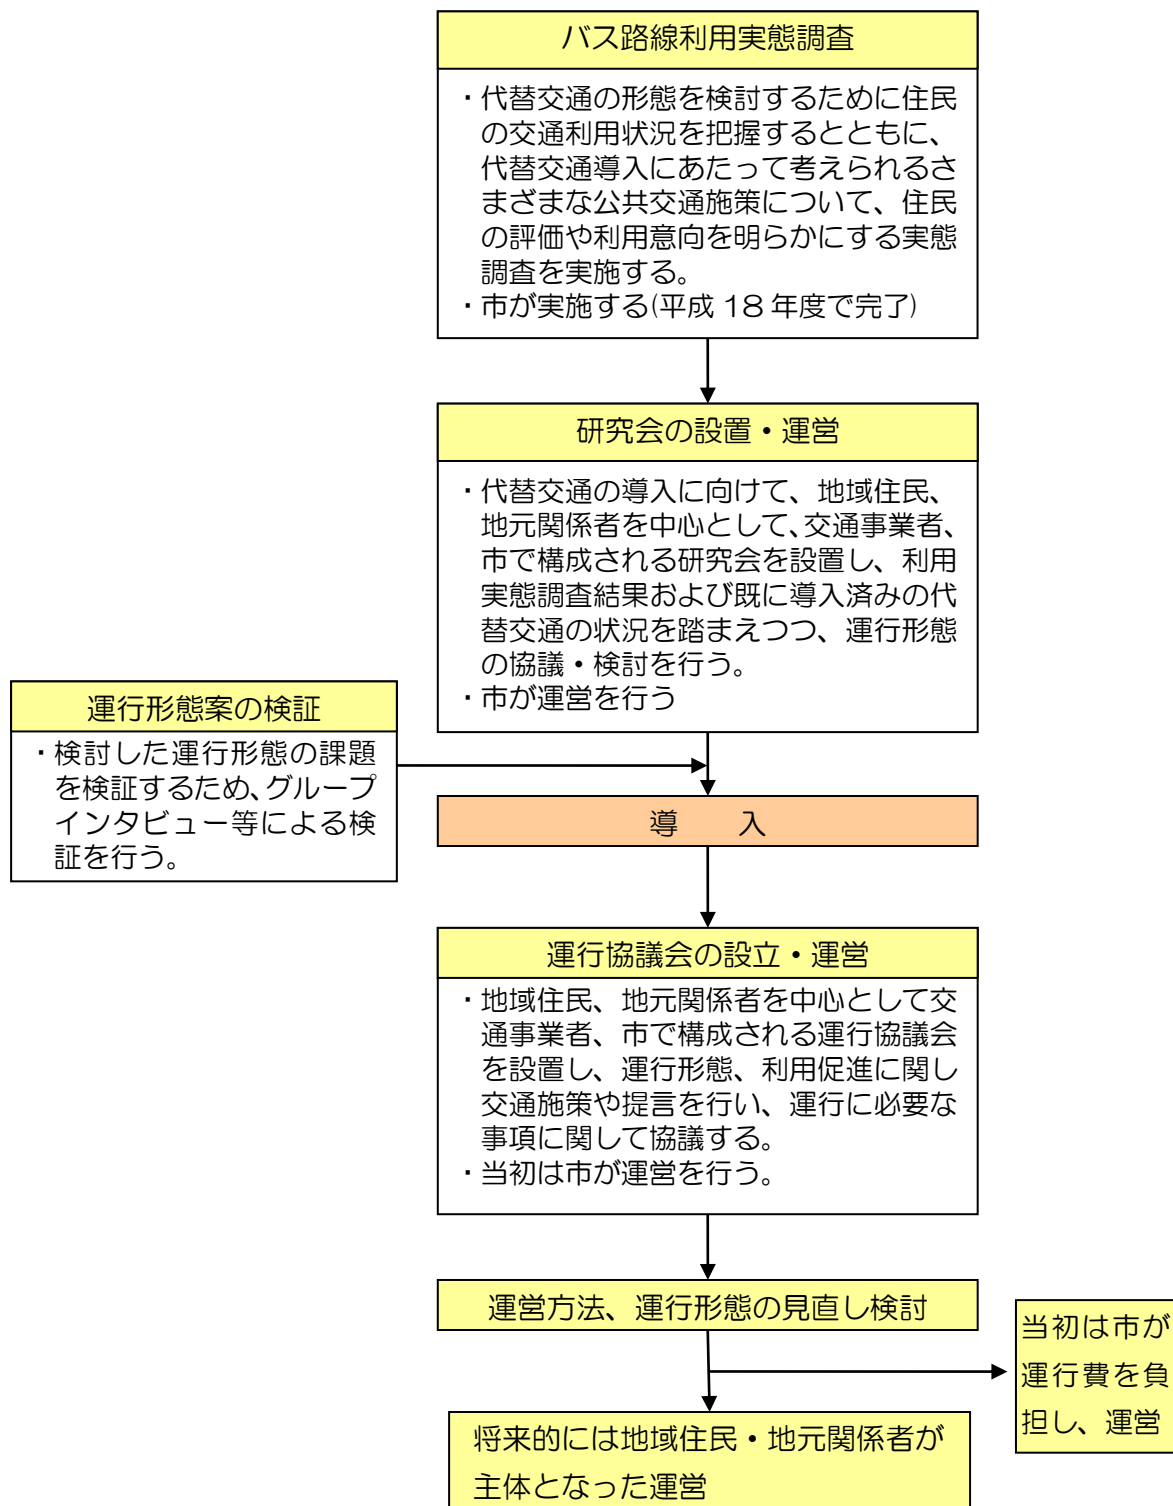 バス路線利用実態調査
・代替交通の形態を検討するために住民
の交通利用状況を把握するとともに、
代替交通導入にあたって考えられるさ
まざまな公共交通施策について、住民
の評価や利用意向を明らかにする実態
調査を実施する。
・市が実施する(平成 18 年度で完了)
研究会の設置・運営
・代替交通の導入に向けて、地域住民、
地元関係者を中心として、交通事業者、
市で構成される研究会を設置し、利用
実態調査結果および既に導入済みの代
替交通の状況を踏まえつつ、運行形態
の協議・検討を行う。
・市が運営を行う
運行形態案の検証
・検討した運行形態の課題
を検証するため、グループ
インタビュー等による検
証を行う。
導　　入
運行協議会の設立・運営
・地域住民、地元関係者を中心として交
通事業者、市で構成される運行協議会
を設置し、運行形態、利用促進に関し
交通施策や提言を行い、運行に必要な
事項に関して協議する。
・当初は市が運営を行う。
運営方法、運行形態の見直し検討
当初は市が
運行費を負
担し、運営
将来的には地域住民・地元関係者が
主体となった運営